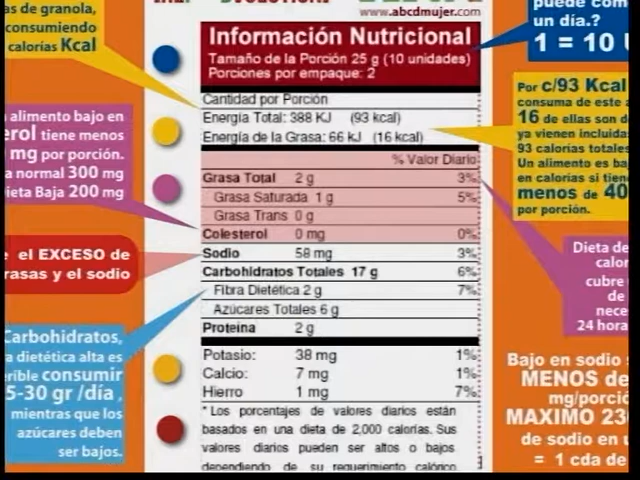 www.abcdmujer.com
as de granola,
consumiendo
calorías Kcal
alimento bajo en
erol tiene menos
mg por porción.
a normal 300 mg
ieta Baja 200 mg
el EXCESO de
rasas y el sodio
Carbohidratos,
a dietética alta es
erible consumir
5-30 gr /día ,
mientras que los
azúcares deben
ser bajos.
Información Nutricional
Tamaño de la Porción 25 g (10 unidades)
Porciones por empaque: 2
Cantidad por Porción
Energía Total: 388 KJ (93 kcal)
Energía de la Grasa: 66 kJ (16 kcal)
% Valor Diario
Grasa Total 2 g 3%
Grasa Saturada 1 g 5%
Grasa Trans 0 g
Colesterol 0 mg 0%
Sodio 58 mg 3%
Carbohidratos Totales 17 g 6%
Fibra Dietética 2 g 7%
Azúcares Totales 6 g
Proteína 2 g
Potasio: 38 mg 1%
Calcio: 7 mg 1%
Hierro 1 mg 7%
* Los porcentajes de valores diarios están
basados en una dieta de 2,000 calorías. Sus
valores diarios pueden ser altos o bajos
dependiendo de su requerimiento calórico
puede com
un día.?
1 = 10
Por c/93 Kcal
consuma de este a
16 de ellas son d
ya vienen incluida
93 calorías totales
Un alimento es ba
en calorías si tien
menos de 40
por porción.
Dieta de
calor
cubre
de
nece
24 hora
Bajo en sodio
MENOS de
mg/porció
MAXIMO 23
de sodio en u
= 1 cda de